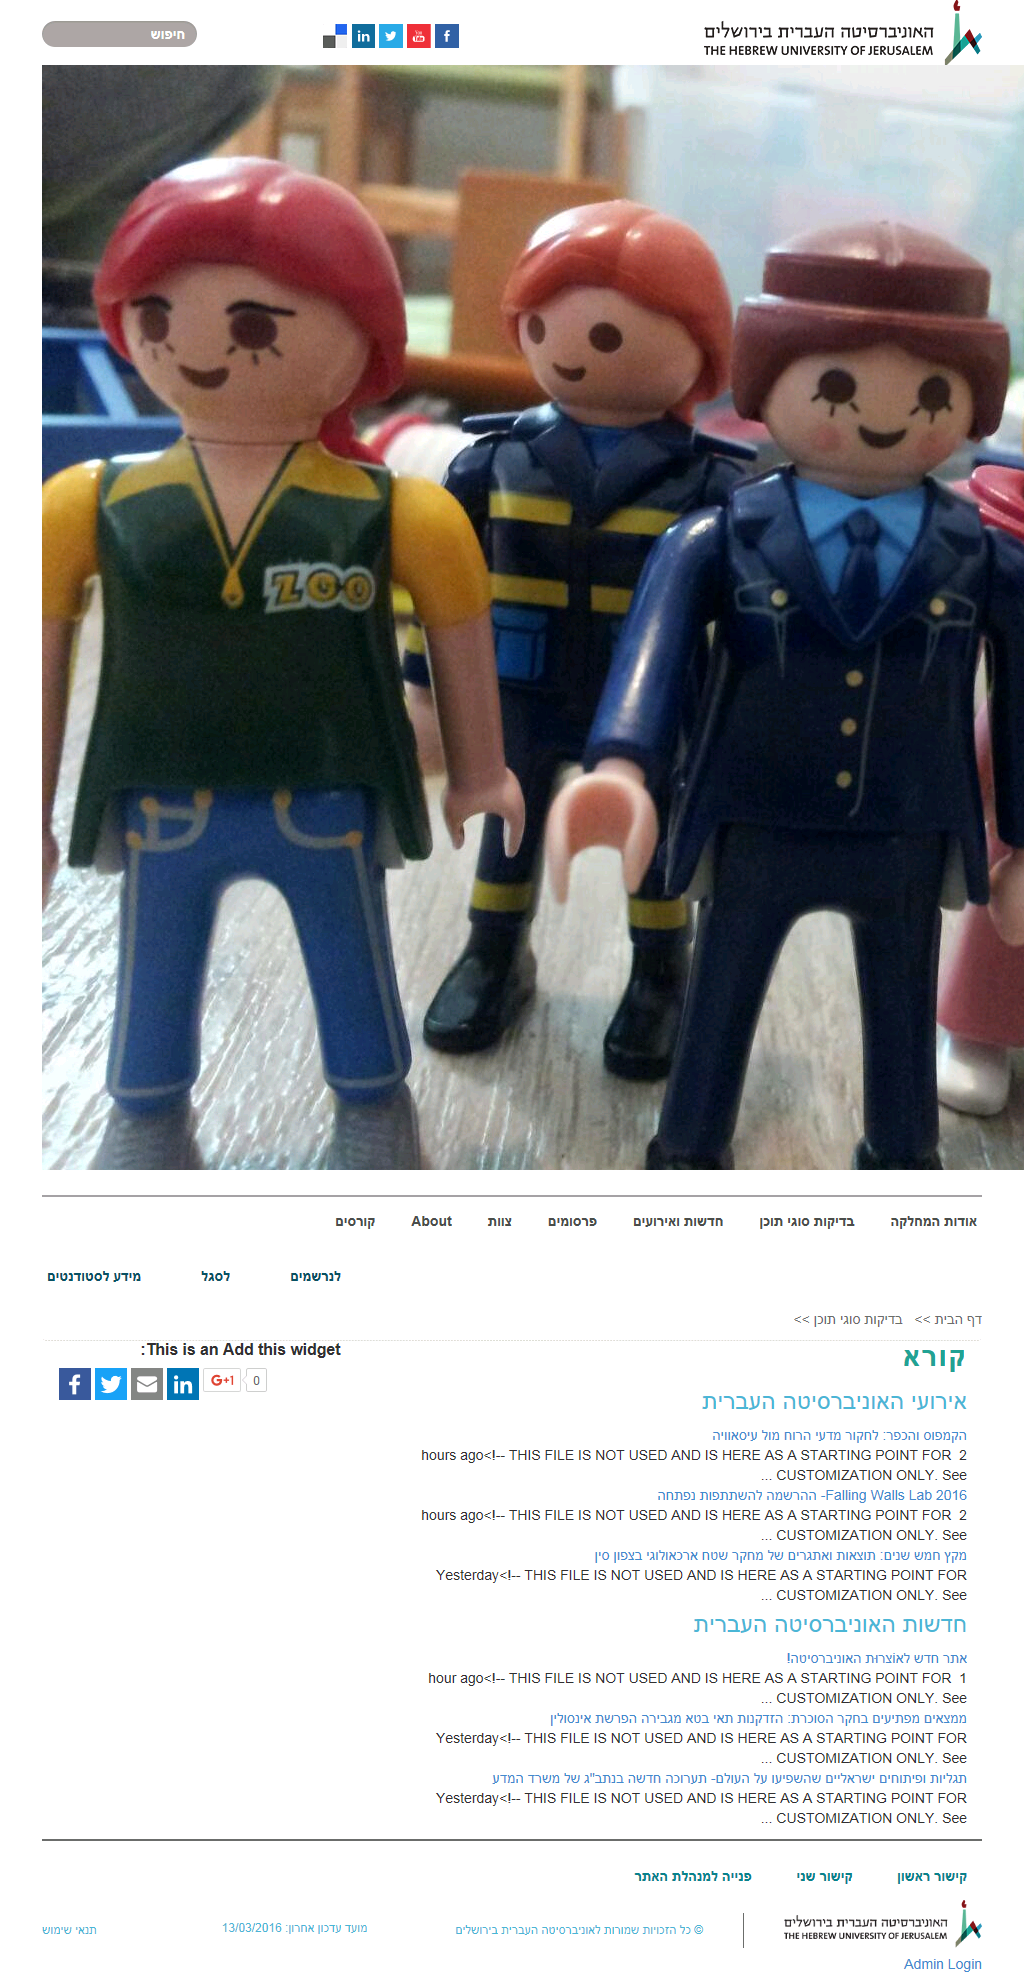 האוניברסיטה העברית בירושלים
THE HEBREW UNIVERSITY OF JERUSALEM
חיפוש
ZOO
אודות המחלקה
בדיקות סוגי תוכן
חדשות ואירועים
פרסומים
צוות
About
קורסים
לנרשמים
לסגל
מידע לסטודנטים
דף הבית >> בדיקות סוגי תוכן >>
This is an Add this widget:
G+1 0
קורא
אירועי האוניברסיטה העברית
הקמפוס והכפר: לחקור מדעי הרוח מול עיסאוויה
2 hours ago<!-- THIS FILE IS NOT USED AND IS HERE AS A STARTING POINT FOR
CUSTOMIZATION ONLY. See ...
Falling Walls Lab 2016- ההרשמה להשתתפות נפתחה
2 hours ago<!-- THIS FILE IS NOT USED AND IS HERE AS A STARTING POINT FOR
CUSTOMIZATION ONLY. See ...
מקץ חמש שנים: תוצאות ואתגרים של מחקר שטח ארכאולוגי בצפון סין
Yesterday<!-- THIS FILE IS NOT USED AND IS HERE AS A STARTING POINT FOR
CUSTOMIZATION ONLY. See ...
חדשות האוניברסיטה העברית
אתר חדש לאוֹצרוּת האוניברסיטה!
1 hour ago<!-- THIS FILE IS NOT USED AND IS HERE AS A STARTING POINT FOR
CUSTOMIZATION ONLY. See ...
ממצאים מפתיעים בחקר הסוכרת: הזדקנות תאי בטא מגבירה הפרשת אינסולין
Yesterday<!-- THIS FILE IS NOT USED AND IS HERE AS A STARTING POINT FOR
CUSTOMIZATION ONLY. See ...
תגליות ופיתוחים ישראליים שהשפיעו על העולם- תערוכה חדשה בנתב"ג של משרד המדע
Yesterday<!-- THIS FILE IS NOT USED AND IS HERE AS A STARTING POINT FOR
CUSTOMIZATION ONLY. See ...
קישור ראשון
קישור שני
פנייה למנהלת האתר
האוניברסיטה העברית בירושלים
THE HEBREW UNIVERSITY OF JERUSALEM
© כל הזכויות שמורות לאוניברסיטה העברית בירושלים
מועד עדכון אחרון: 13/03/2016
תנאי שימוש
Admin Login